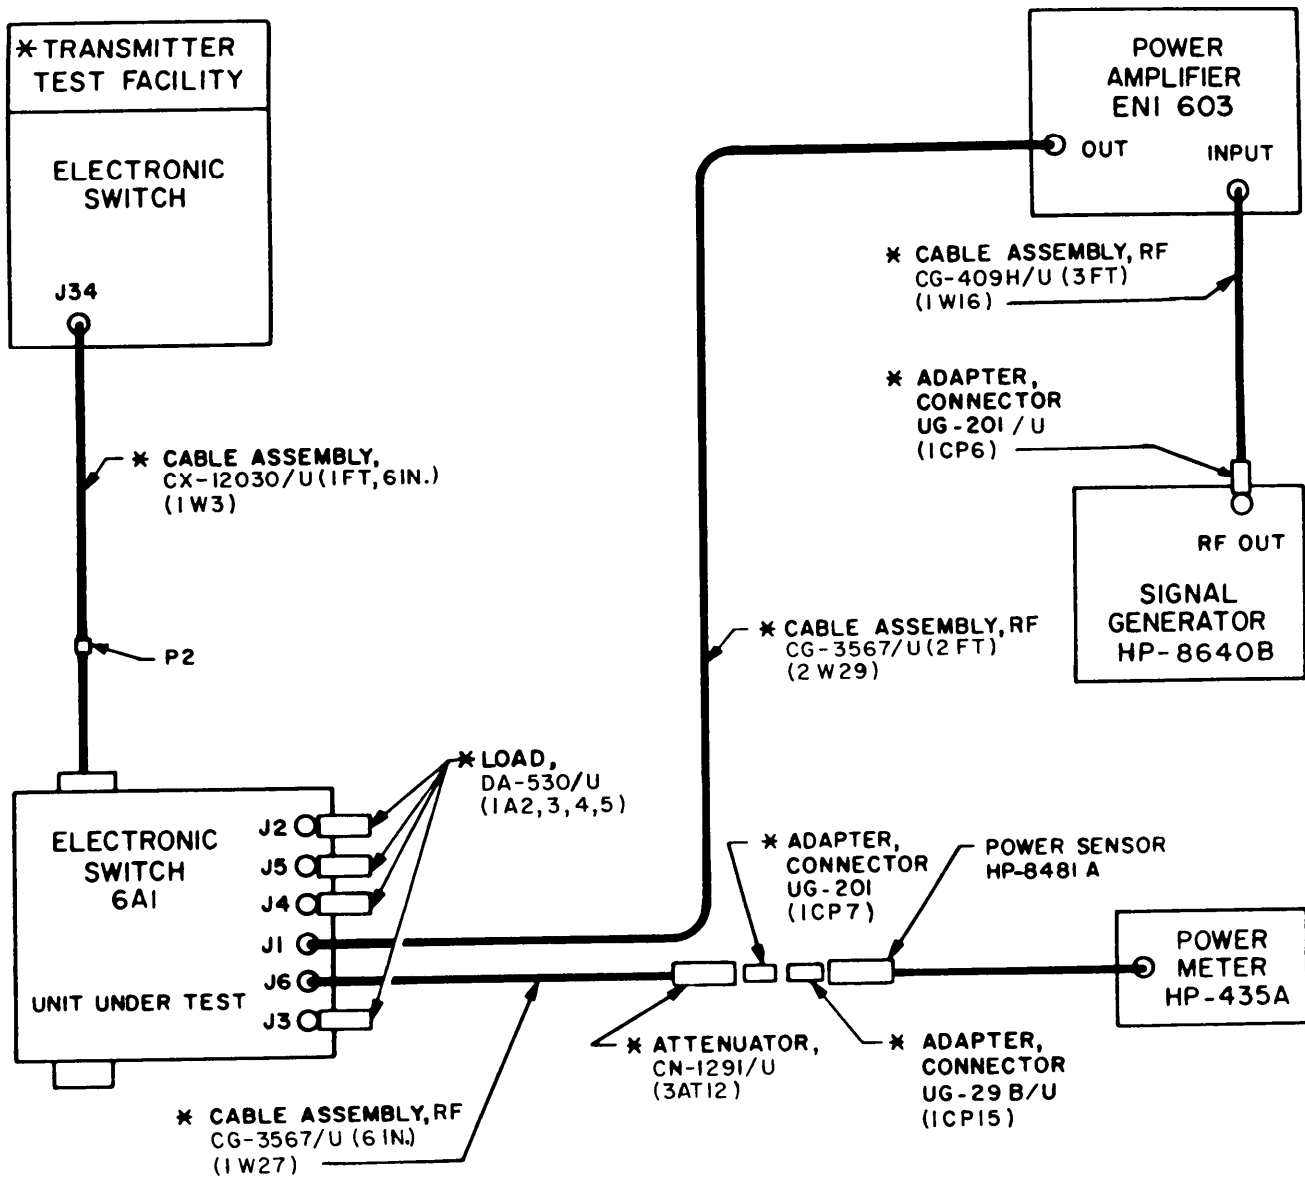 * TRANSMITTER
TEST FACILITY
ELECTRONIC
SWITCH
J34
* CABLE ASSEMBLY,
CX-12030/U (1FT, 6IN.)
(1W3)
P2
POWER
AMPLIFIER
ENI 603
OUT
INPUT
* CABLE ASSEMBLY, RF
CG-409H/U (3FT)
(1W16)
* ADAPTER,
CONNECTOR
UG-201/U
(1CP6)
RF OUT
SIGNAL
GENERATOR
HP-8640B
* CABLE ASSEMBLY, RF
CG-3567/U (2FT)
(2W29)
* LOAD,
DA-530/U
(1A2,3,4,5)
ELECTRONIC
SWITCH
6A1
UNIT UNDER TEST
J2
J5
J4
J1
J6
J3
* ADAPTER,
CONNECTOR
UG-201
(1CP7)
POWER SENSOR
HP-8481A
POWER
METER
HP-435A
* ATTENUATOR,
CN-1291/U
(3AT12)
* ADAPTER,
CONNECTOR
UG-29B/U
(1CP15)
* CABLE ASSEMBLY, RF
CG-3567/U (6IN.)
(1W27)